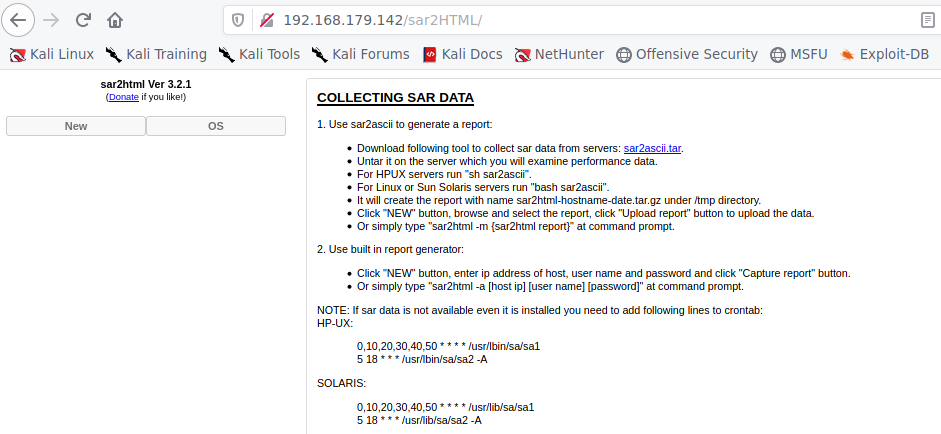 192.168.179.142/sar2HTML/
Kali Linux Kali Training Kali Tools Kali Forums Kali Docs NetHunter Offensive Security MSFU Exploit-DB
sar2html Ver 3.2.1
(Donate if you like!)
New OS
COLLECTING SAR DATA
1. Use sar2ascii to generate a report:
Download following tool to collect sar data from servers: sar2ascii.tar.
Untar it on the server which you will examine performance data.
For HPUX servers run "sh sar2ascii".
For Linux or Sun Solaris servers run "bash sar2ascii".
It will create the report with name sar2html-hostname-date.tar.gz under /tmp directory.
Click "NEW" button, browse and select the report, click "Upload report" button to upload the data.
Or simply type "sar2html -m {sar2html report}" at command prompt.
2. Use built in report generator:
Click "NEW" button, enter ip address of host, user name and password and click "Capture report" button.
Or simply type "sar2html -a [host ip] [user name] [password]" at command prompt.
NOTE: If sar data is not available even it is installed you need to add following lines to crontab:
HP-UX:
0,10,20,30,40,50 * * * * /usr/lbin/sa/sa1
5 18 * * * /usr/lbin/sa/sa2 -A
SOLARIS:
0,10,20,30,40,50 * * * * /usr/lib/sa/sa1
5 18 * * * /usr/lib/sa/sa2 -A